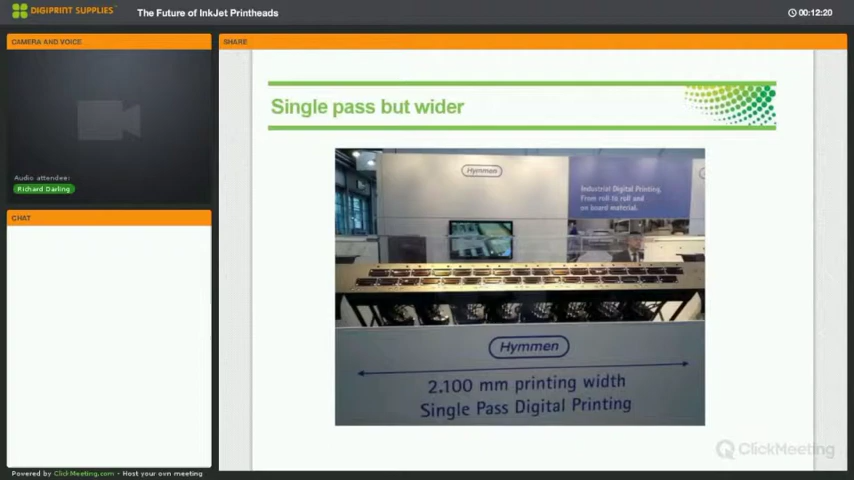 DIGIPRINT SUPPLIES
The Future of InkJet Printheads
00:12:20
CAMERA AND VOICE
Audio attendee:
Richard Darling
CHAT
SHARE
Single pass but wider
Hymmen
Industrial Digital Printing.
From roll to roll and
on board material.
Hymmen
2.100 mm printing width
Single Pass Digital Printing
ClickMeeting
Powered by ClickMeeting.com • Host your own meeting